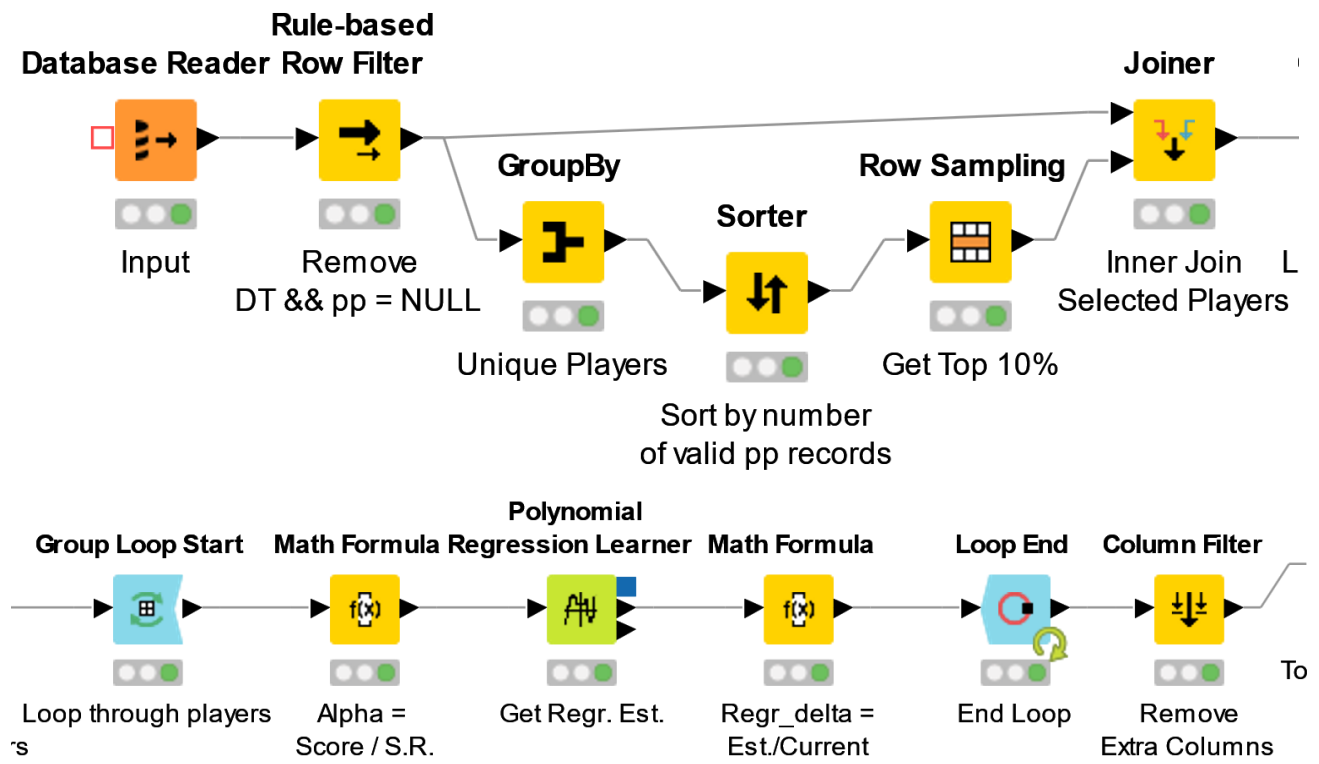 Rule-based
Database Reader Row Filter
Joiner
GroupBy
Row Sampling
Sorter
Input
Remove
DT && pp = NULL
Inner Join
L
Selected Players
Unique Players
Get Top 10%
Sort by number
of valid pp records
Polynomial
Group Loop Start Math Formula Regression Learner Math Formula Loop End Column Filter
f(x)
f(x)
Loop through players
rs
Alpha =
Score / S.R.
Get Regr. Est.
Regr_delta =
Est./Current
End Loop
Remove
Extra Columns
To